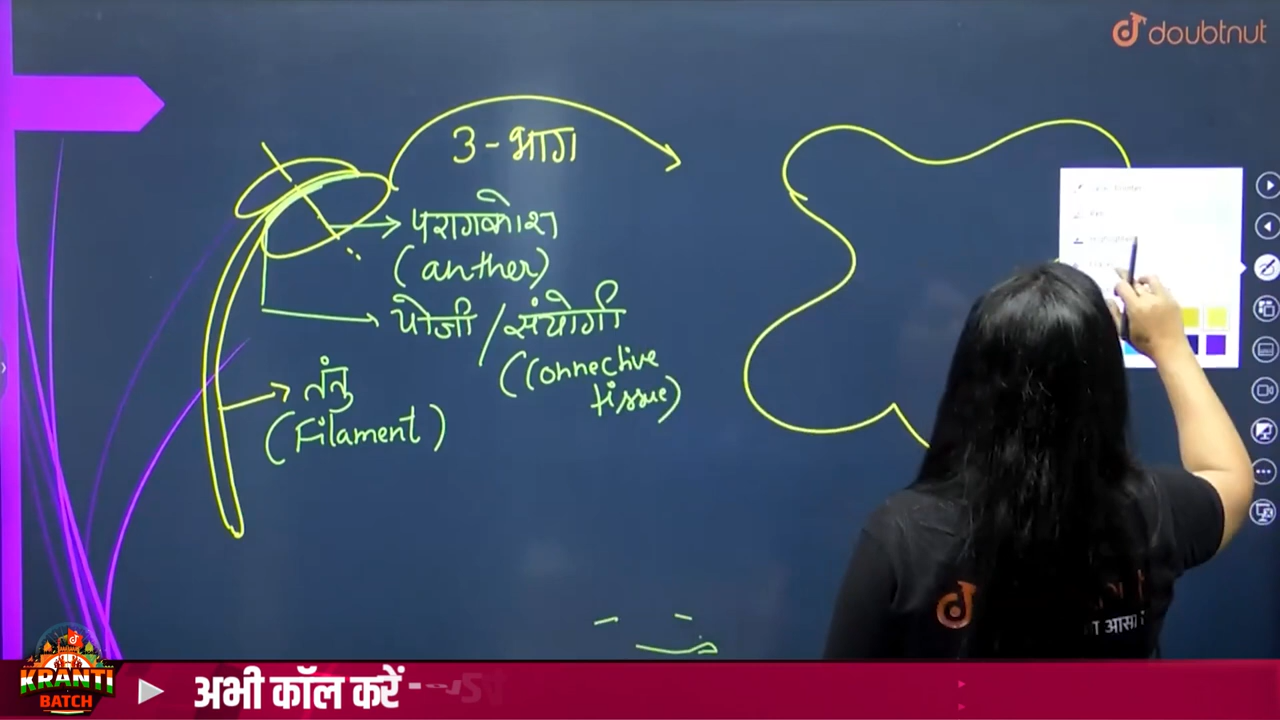 doubtnut
3-भाग
परागकोश
(anther)
योजी/संयोगी
(Connective
tissue)
तंतु
(Filament)
KRANTI
BATCH
अभी कॉल करें